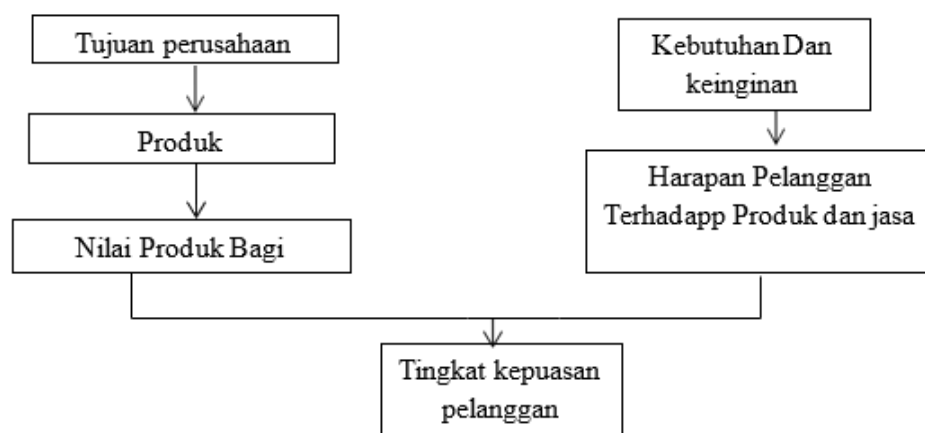 Tujuan perusahaan
Produk
Nilai Produk Bagi
Kebutuhan Dan
keinginan
Harapan Pelanggan
Terhadapp Produk dan jasa
Tingkat kepuasan
pelanggan